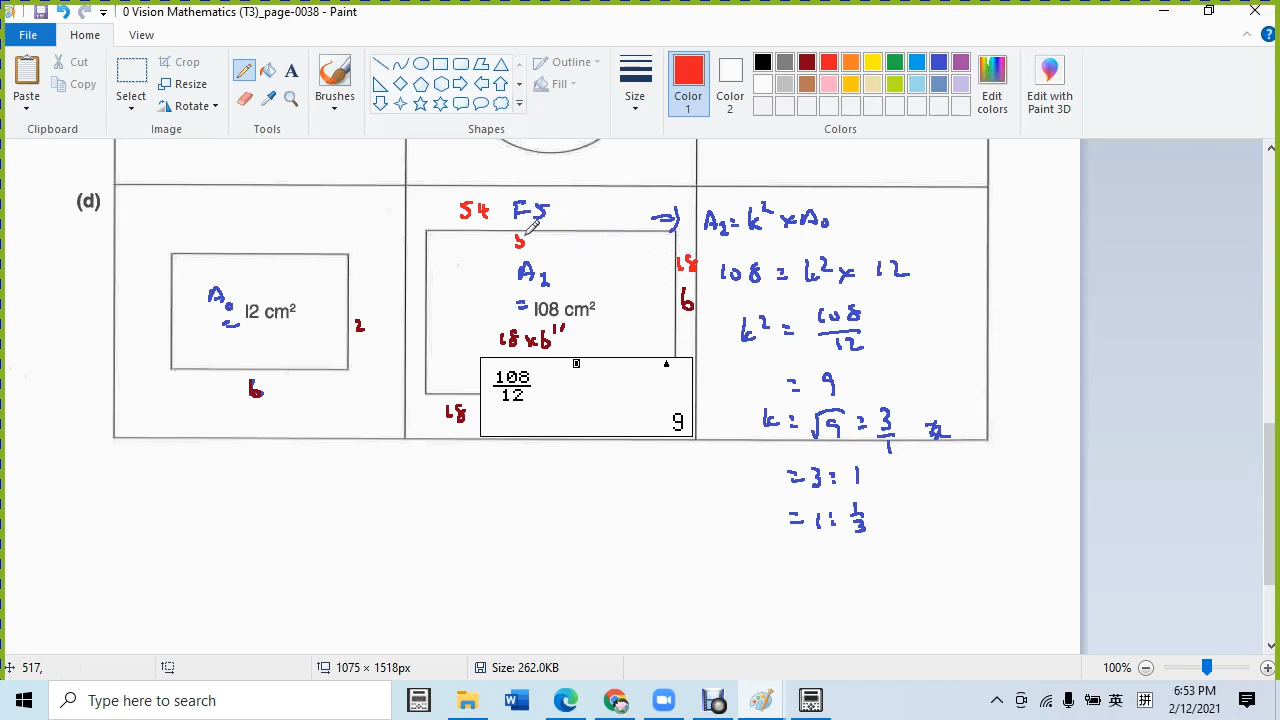 0 Vision Mathematics (T3)_page-0038 - Paint
File Home View
Paste
Cut
Copy
Clipboard
Select
Crop
Resize
Rotate
Image
A
Tools
Brushes
Shapes
Outline
Fill
Size
Color 1
Color 2
Edit colors
Colors
Edit with Paint 3D
(d)
A₀
= 12 cm²
2
6
54 F5
A₂
= 108 cm²
18 x 6
18
6
18
108/12
9
=> A₂ = k² x A₀
108 = k² x 12
k² = 108/12
= 9
k = √9 = 3/1
= 3 : 1
= 1 : 1/3
517,
1075 × 1518px
Size: 262.0KB
100%
Type here to search
英
拼
6:53 PM
2/12/2021